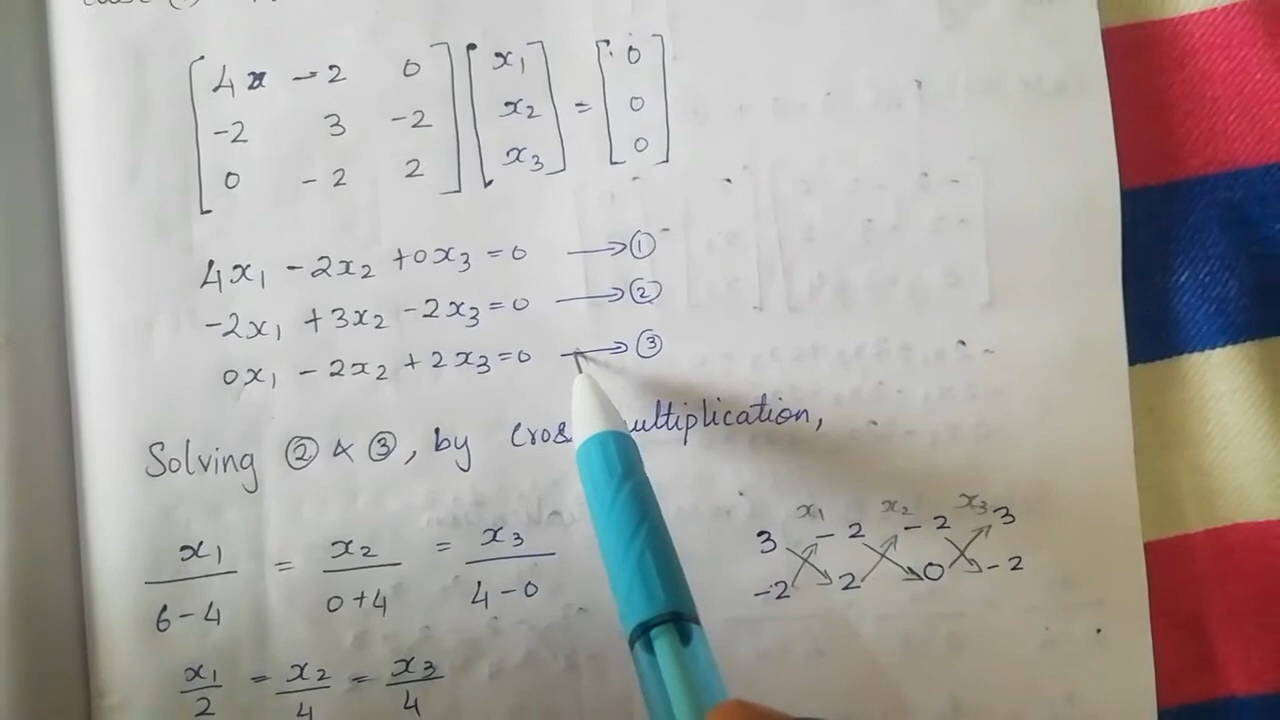 [ 4 -2 0 ] [ x₁ ] = [ 0 ]
[ -2 3 -2 ] [ x₂ ] = [ 0 ]
[ 0 -2 2 ] [ x₃ ] = [ 0 ]
4x₁ - 2x₂ + 0x₃ = 0 → ①
-2x₁ + 3x₂ - 2x₃ = 0 → ②
0x₁ - 2x₂ + 2x₃ = 0 → ③
Solving ② & ③, by ultiplication,
x₁/6-4 = x₂/0+4 = x₃/4-0
x₁ x₂ x₃
3 -2 -2 3
-2 2 0 -2
x₁/2 = x₂/4 = x₃/4